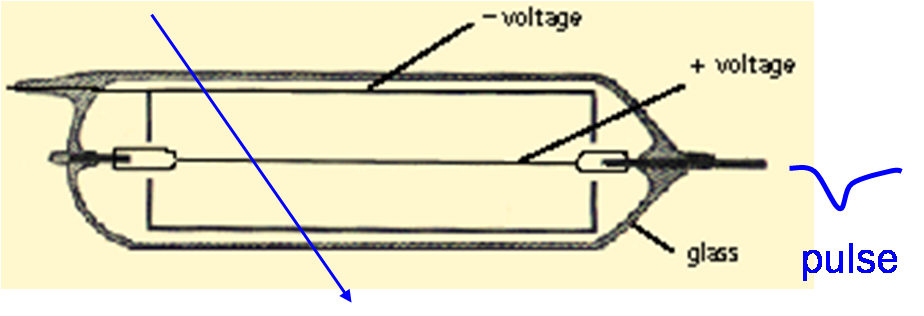 – voltage
+ voltage
glass
pulse